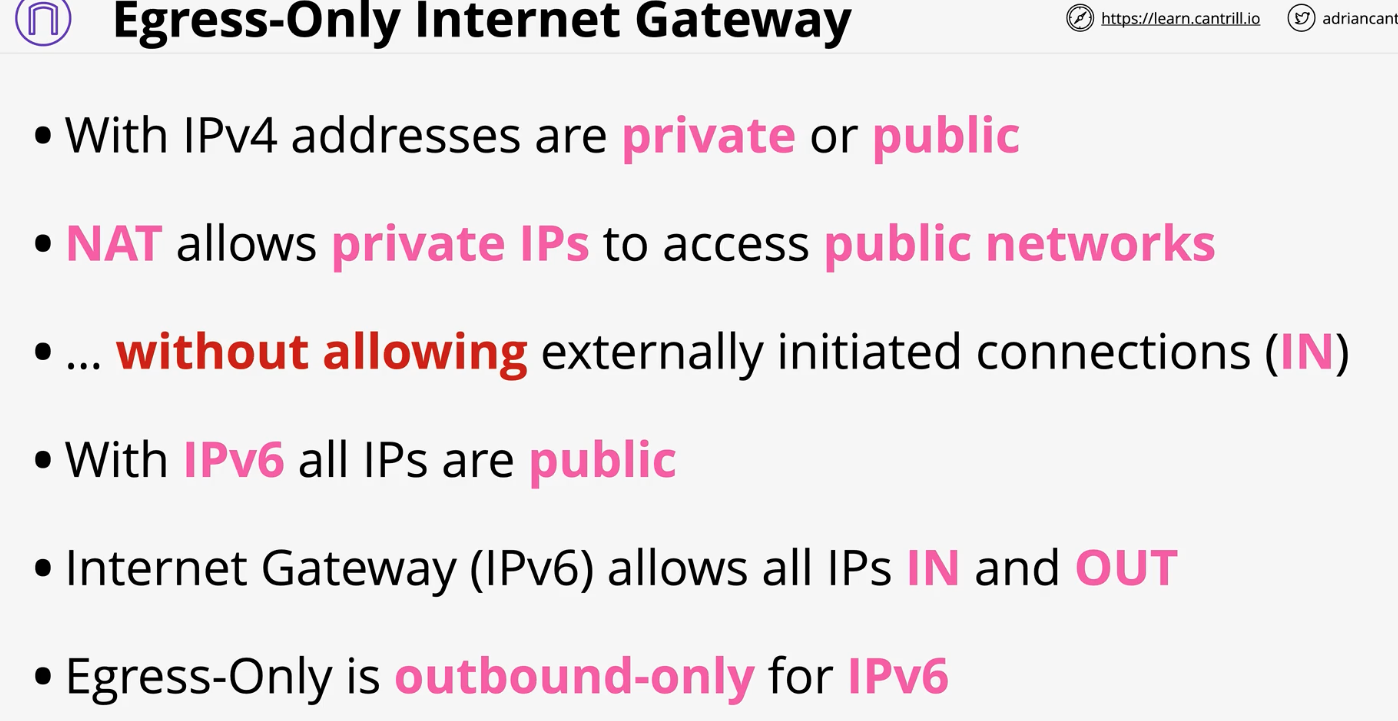 Egress-Only Internet Gateway
https://learn.cantrill.io
adriancant
• With IPv4 addresses are private or public
• NAT allows private IPs to access public networks
• ... without allowing externally initiated connections (IN)
• With IPv6 all IPs are public
• Internet Gateway (IPv6) allows all IPs IN and OUT
• Egress-Only is outbound-only for IPv6